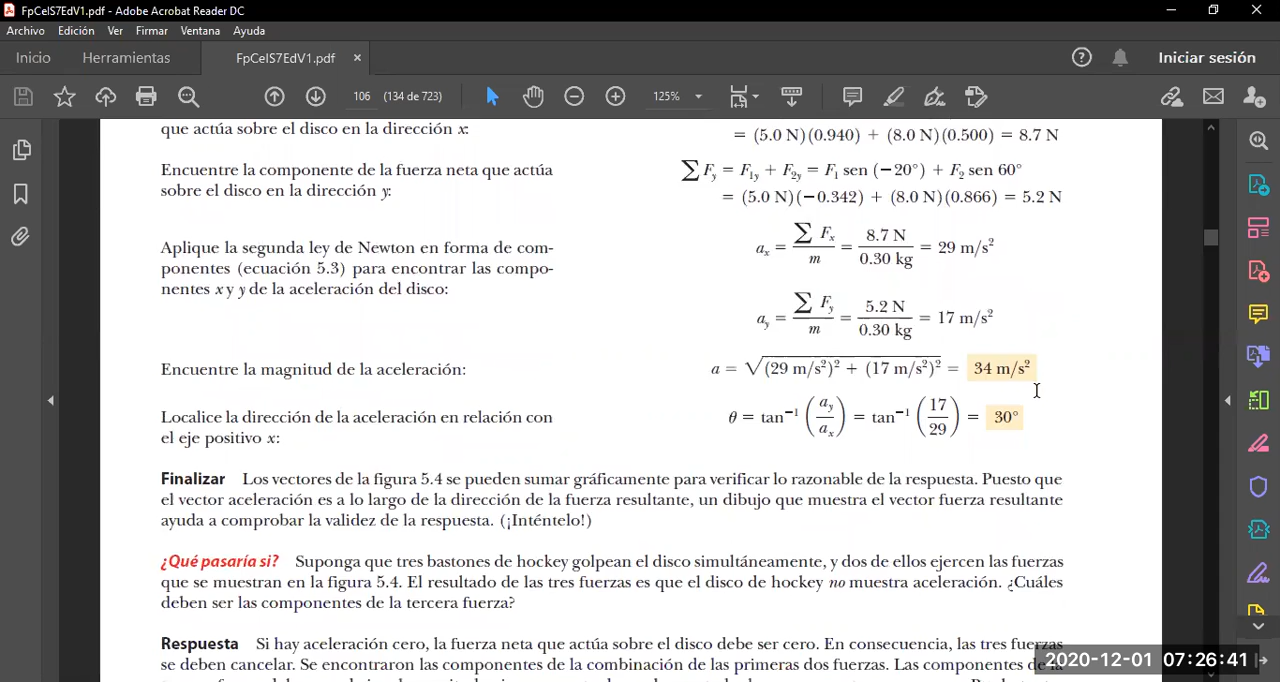 FpCeIS7EdV1.pdf - Adobe Acrobat Reader DC
Archivo Edición Ver Firmar Ventana Ayuda
Inicio Herramientas FpCeIS7EdV1.pdf × Iniciar sesión
106 (134 de 723) 125%
que actúa sobre el disco en la dirección x:
= (5.0 N)(0.940) + (8.0 N)(0.500) = 8.7 N
Encuentre la componente de la fuerza neta que actúa
sobre el disco en la dirección y:
∑ F_y = F_1y + F_2y = F_1 sen (−20°) + F_2 sen 60°
= (5.0 N)(−0.342) + (8.0 N)(0.866) = 5.2 N
Aplique la segunda ley de Newton en forma de com-
ponentes (ecuación 5.3) para encontrar las compo-
nentes x y y de la aceleración del disco:
a_x = ∑ F_x / m = 8.7 N / 0.30 kg = 29 m/s²
a_y = ∑ F_y / m = 5.2 N / 0.30 kg = 17 m/s²
Encuentre la magnitud de la aceleración:
a = √(29 m/s²)² + (17 m/s²)² = 34 m/s²
Localice la dirección de la aceleración en relación con
el eje positivo x:
θ = tan⁻¹ (a_y / a_x) = tan⁻¹ (17 / 29) = 30°
Finalizar Los vectores de la figura 5.4 se pueden sumar gráficamente para verificar lo razonable de la respuesta. Puesto que
el vector aceleración es a lo largo de la dirección de la fuerza resultante, un dibujo que muestra el vector fuerza resultante
ayuda a comprobar la validez de la respuesta. (¡Inténtelo!)
¿Qué pasaría si? Suponga que tres bastones de hockey golpean el disco simultáneamente, y dos de ellos ejercen las fuerzas
que se muestran en la figura 5.4. El resultado de las tres fuerzas es que el disco de hockey no muestra aceleración. ¿Cuáles
deben ser las componentes de la tercera fuerza?
Respuesta Si hay aceleración cero, la fuerza neta que actúa sobre el disco debe ser cero. En consecuencia, las tres fuerzas
se deben cancelar. Se encontraron las componentes de la combinación de las primeras dos fuerzas. Las componentes de la
2020-12-01 07:26:41